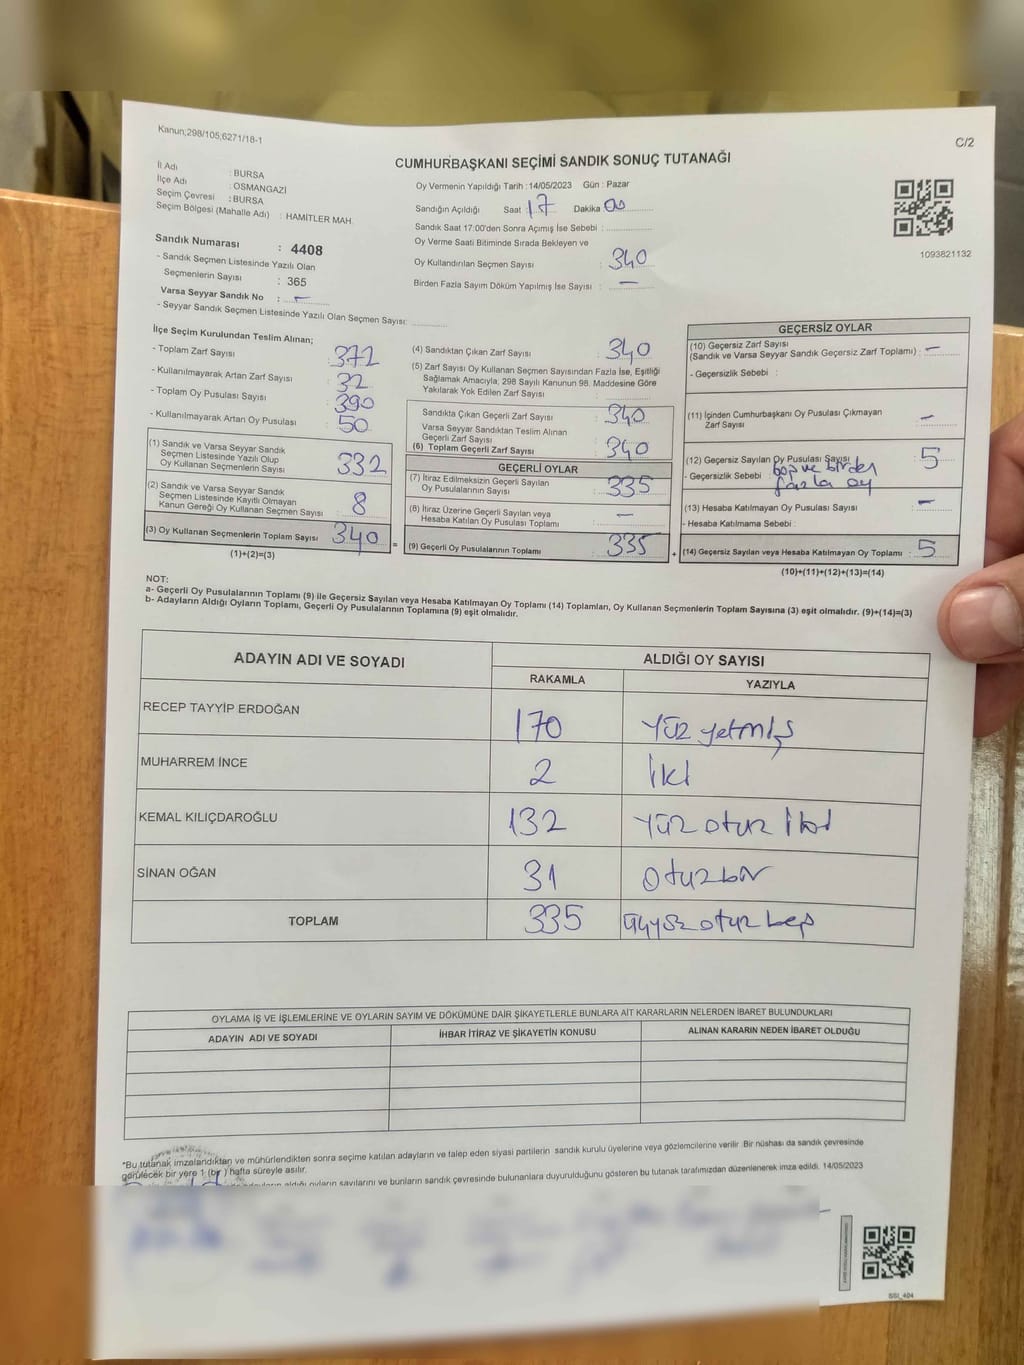 Kanun;298/105;6271/18-1
C/2
CUMHURBAŞKANI SEÇİMİ SANDIK SONUÇ TUTANAĞI
İl Adı : BURSA
İlçe Adı : OSMANGAZİ
Seçim Çevresi : BURSA
Seçim Bölgesi (Mahalle Adı) : HAMİTLER MAH.
Sandık Numarası : 4408
- Sandık Seçmen Listesinde Yazılı Olan
Seçmenlerin Sayısı : 365
Varsa Seyyar Sandık No : -
- Seyyar Sandık Seçmen Listesinde Yazılı Olan Seçmen Sayısı:
Oy Vermenin Yapıldığı Tarih : 14/05/2023 Gün : Pazar
Sandığın Açıldığı Saat : 17 Dakika 00
Sandık Saat 17:00'den Sonra Açımış İse Sebebi :
Oy Verme Saati Bitiminde Sırada Bekleyen ve
Oy Kullandırılan Seçmen Sayısı : 340
Birden Fazla Sayım Döküm Yapılmış İse Sayısı : -
1093821132
İlçe Seçim Kurulundan Teslim Alınan;
- Toplam Zarf Sayısı : 372
- Kullanılmayarak Artan Zarf Sayısı : 32
- Toplam Oy Pusulası Sayısı : 390
- Kullanılmayarak Artan Oy Pusulası : 50
(1) Sandık ve Varsa Seyyar Sandık
Seçmen Listesinde Yazılı Olup
Oy Kullanan Seçmenlerin Sayısı : 332
(2) Sandık ve Varsa Seyyar Sandık
Seçmen Listesinde Kayıtlı Olmayan
Kanun Gereği Oy Kullanan Seçmen Sayısı : 8
(3) Oy Kullanan Seçmenlerin Toplam Sayısı : 340
(1)+(2)=(3)
(4) Sandıktan Çıkan Zarf Sayısı : 340
(5) Zarf Sayısı Oy Kullanan Seçmen Sayısından Fazla İse, Eşitliği
Sağlamak Amacıyla; 298 Sayılı Kanunun 98. Maddesine Göre
Yakılarak Yok Edilen Zarf Sayısı :
Sandıkta Çıkan Geçerli Zarf Sayısı : 340
Varsa Seyyar Sandıktan Teslim Alınan
Geçerli Zarf Sayısı :
(6) Toplam Geçerli Zarf Sayısı : 340
GEÇERLİ OYLAR
(7) İtiraz Edilmeksizin Geçerli Sayılan
Oy Pusulalarının Sayısı : 335
(8) İtiraz Üzerine Geçerli Sayılan veya
Hesaba Katılan Oy Pusulası Toplamı : -
= (9) Geçerli Oy Pusulalarının Toplamı : 335
GEÇERSİZ OYLAR
(10) Geçersiz Zarf Sayısı
(Sandık ve Varsa Seyyar Sandık Geçersiz Zarf Toplamı) : -
- Geçersizlik Sebebi :
(11) İçinden Cumhurbaşkanı Oy Pusulası Çıkmayan
Zarf Sayısı : -
(12) Geçersiz Sayılan Oy Pusulası Sayısı : 5
- Geçersizlik Sebebi : boş ve birden
fazla oy
(13) Hesaba Katılmayan Oy Pusulası Sayısı : -
- Hesaba Katılmama Sebebi :
+ (14) Geçersiz Sayılan veya Hesaba Katılmayan Oy Toplamı : 5
(10)+(11)+(12)+(13)=(14)
NOT:
a- Geçerli Oy Pusulalarının Toplamı (9) ile Geçersiz Sayılan veya Hesaba Katılmayan Oy Toplamı (14) Toplamları, Oy Kullanan Seçmenlerin Toplam Sayısına (3) eşit olmalıdır. (9)+(14)=(3)
b- Adayların Aldığı Oyların Toplamı, Geçerli Oy Pusulalarının Toplamına (9) eşit olmalıdır.
ADAYIN ADI VE SOYADI ALDIĞI OY SAYISI
RAKAMLA YAZIYLA
RECEP TAYYİP ERDOĞAN 170 Yüz yetmiş
MUHARREM İNCE 2 İki
KEMAL KILIÇDAROĞLU 132 Yüz otuz iki
SİNAN OĞAN 31 Otuzbir
TOPLAM 335 üçyüz otuz beş
OYLAMA İŞ VE İŞLEMLERİNE VE OYLARIN SAYIM VE DÖKÜMÜNE DAİR ŞİKAYETLERLE BUNLARA AİT KARARLARIN NELERDEN İBARET BULUNDUKLARI
ADAYIN ADI VE SOYADI İHBAR İTİRAZ VE ŞİKAYETİN KONUSU ALINAN KARARIN NEDEN İBARET OLDUĞU
*Bu tutanak imzalandıktan ve mühürlendikten sonra seçime katılan adayların ve talep eden siyasi partilerin sandık kurulu üyelerine veya gözlemcilerine verilir Bir nüshası da sandık çevresinde
görülecek bir yere 1 (bir) hafta süreyle asılır.
aldığı oyların sayılarını ve bunların sandık çevresinde bulunanlara duyurulduğunu gösteren bu tutanak tarafımızdan düzenlenerek imza edildi. 14/05/2023
SSI_404